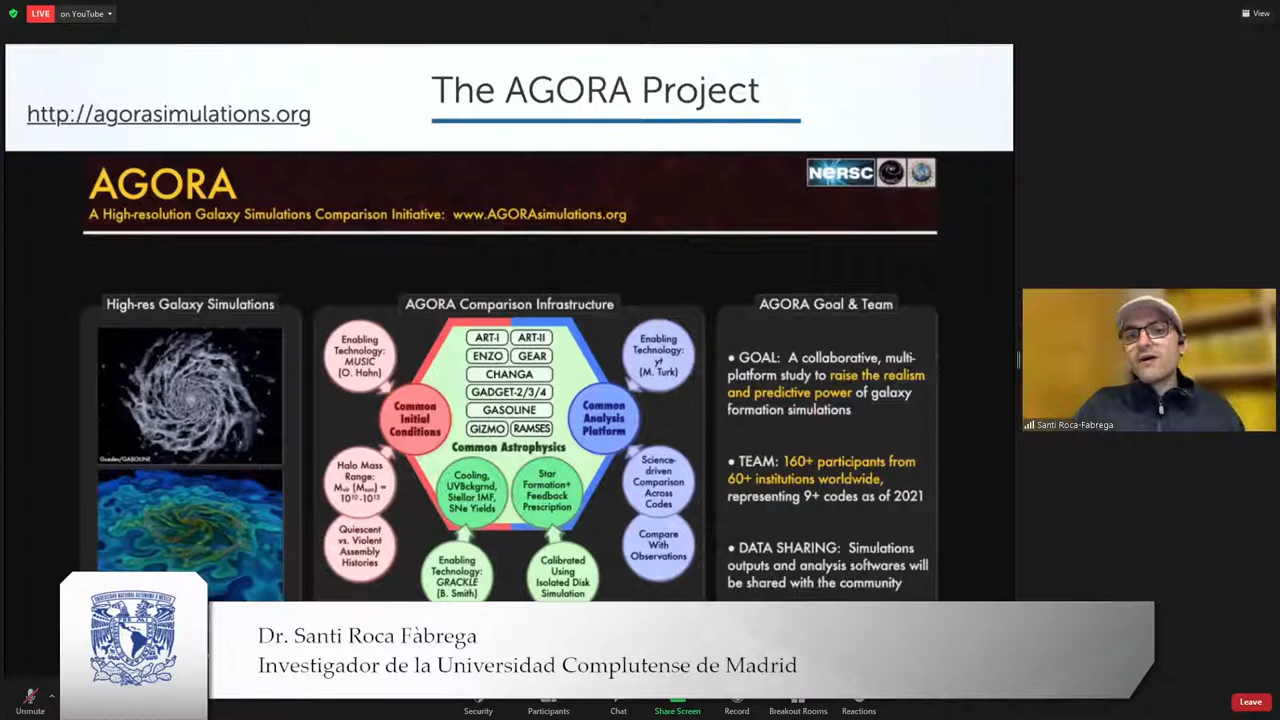 LIVE
on YouTube
View
http://agorasimulations.org
The AGORA Project
AGORA
A High-resolution Galaxy Simulations Comparison Initiative: www.AGORAsimulations.org
NERSC
High-res Galaxy Simulations
Guedes/GASOLINE
AGORA Comparison Infrastructure
Enabling
Technology:
MUSIC
(O. Hahn)
Common
Initial
Conditions
Halo Mass
Range:
Mvir (Msun) =
10^10-10^13
Quiescent
vs. Violent
Assembly
Histories
ART-I
ART-II
ENZO
GEAR
CHANGA
GADGET-2/3/4
GASOLINE
GIZMO
RAMSES
Common Astrophysics
Cooling,
UVBckgrnd,
Stellar IMF,
SNe Yields
Star
Formation+
Feedback
Prescription
Enabling
Technology:
GRACKLE
(B. Smith)
Calibrated
Using
Isolated Disk
Simulation
Enabling
Technology:
yt
(M. Turk)
Common
Analysis
Platform
Science-
driven
Comparison
Across
Codes
Compare
With
Observations
AGORA Goal & Team
• GOAL: A collaborative, multi-
platform study to raise the realism
and predictive power of galaxy
formation simulations
• TEAM: 160+ participants from
60+ institutions worldwide,
representing 9+ codes as of 2021
• DATA SHARING: Simulations
outputs and analysis softwares will
be shared with the community
Santi Roca-Fabrega
Dr. Santi Roca Fàbrega
Investigador de la Universidad Complutense de Madrid
Unmute
Security
Participants
Chat
Share Screen
Record
Breakout Rooms
Reactions
Leave